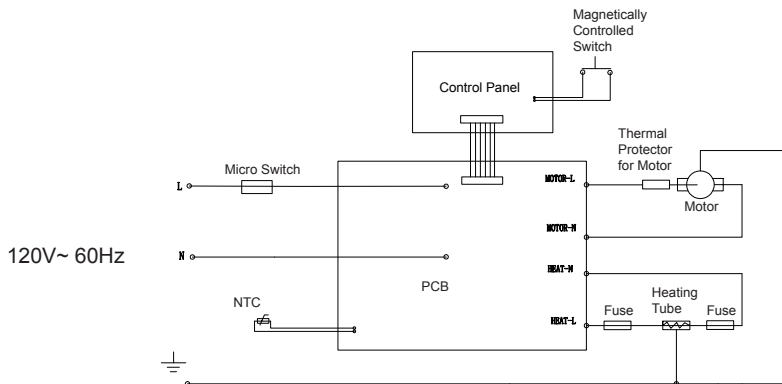 Magnetically
Controlled
Switch
Control Panel
Thermal
Protector
for Motor
Micro Switch
L
MOTOR-L
Motor
MOTOR-N
120V~ 60Hz
N
HEAT-N
PCB
NTC
Heating
Tube
Fuse
Fuse
HEAT-L